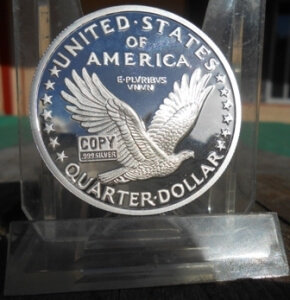 UNITED·STATES
OF
AMERICA
E·PLVRIBVS
VNVM
COPY
.999 SILVER
QUARTER·DOLLAR